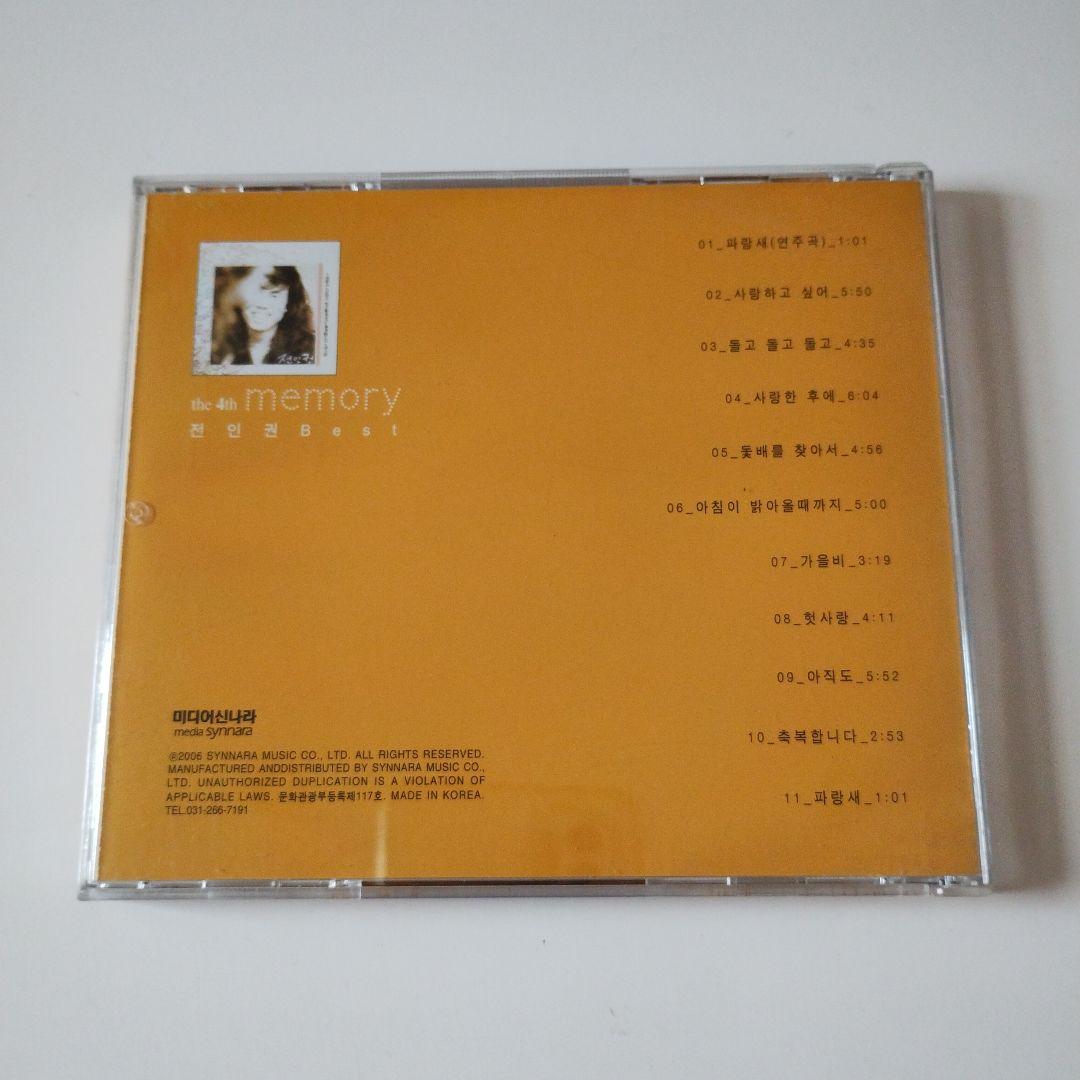 전인권
the 4th memory
전 인 권 B e s t
01_파랑새(연주곡)_1:01
02_사랑하고 싶어_5:50
03_돌고 돌고 돌고_4:35
04_사랑한 후에_6:04
05_돛배를 찾아서_4:56
06_아침이 밝아올때까지_5:00
07_가을비_3:19
08_헛사랑_4:11
09_아직도_5:52
10_축복합니다_2:53
11_파랑새_1:01
미디어신나라
media synnara
℗2006 SYNNARA MUSIC CO., LTD. ALL RIGHTS RESERVED.
MANUFACTURED ANDDISTRIBUTED BY SYNNARA MUSIC CO.,
LTD. UNAUTHORIZED DUPLICATION IS A VIOLATION OF
APPLICABLE LAWS. 문화관광부등록제117호. MADE IN KOREA.
TEL.031-266-7191